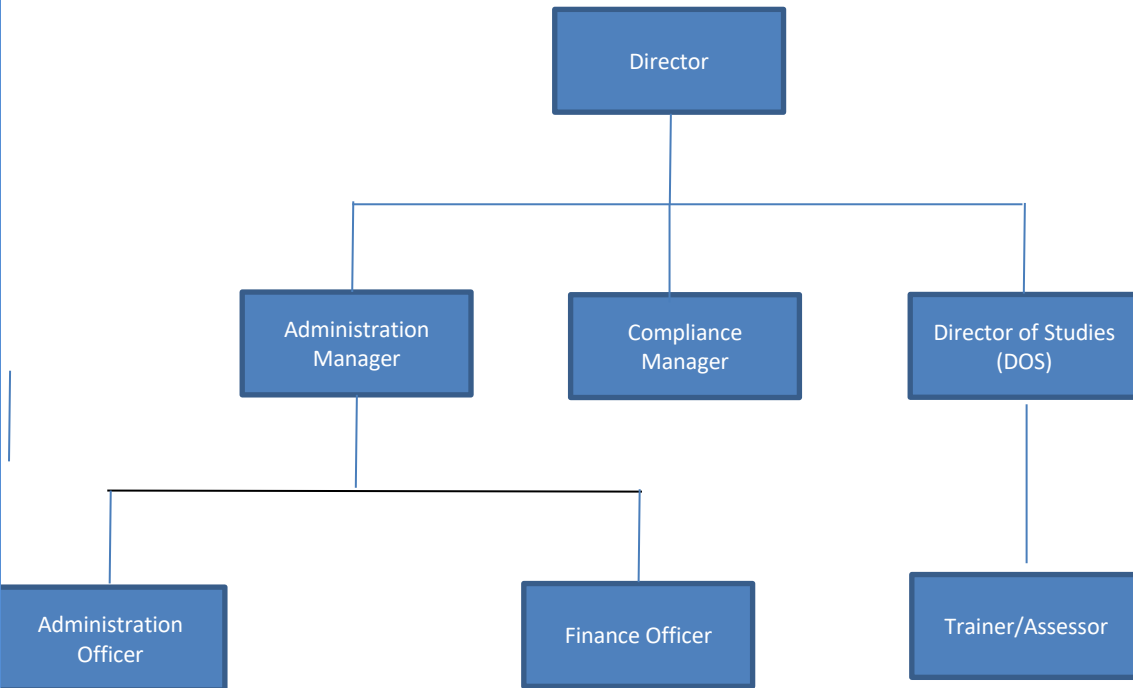 Director
Administration
Manager
Compliance
Manager
Director of Studies
(DOS)
Administration
Officer
Finance Officer
Trainer/Assessor